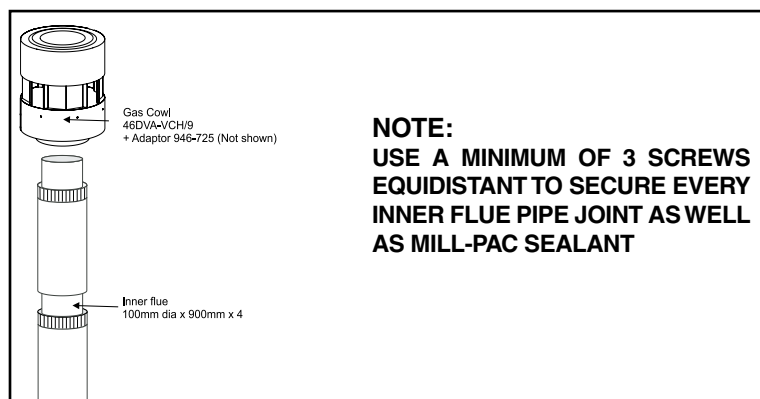 Gas Cowl
46DVA-VCH/9
+ Adaptor 946-725 (Not shown)
Inner flue
100mm dia x 900mm x 4
NOTE:
USE A MINIMUM OF 3 SCREWS
EQUIDISTANT TO SECURE EVERY
INNER FLUE PIPE JOINT AS WELL
AS MILL-PAC SEALANT